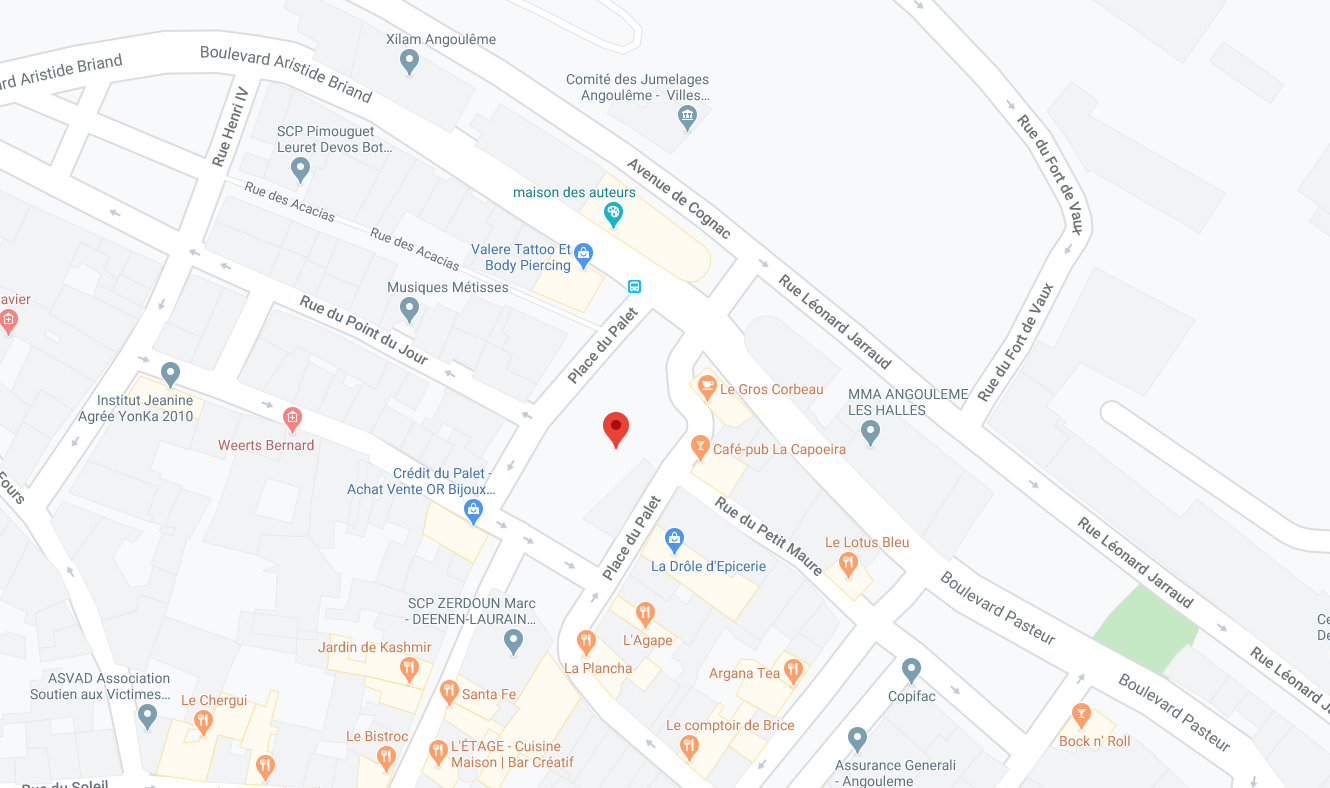 Xilam Angoulême
Boulevard Aristide Briand
rd Aristide Briand
Comité des Jumelages
Angoulême - Villes...
Rue Henri IV
SCP Pimouguet
Leuret Devos Bot...
Rue du Fort de Vaux
Avenue de Cognac
maison des auteurs
Rue des Acacias
Rue des Acacias
Valere Tattoo Et
Body Piercing
Musiques Métisses
avier
Rue du Point du Jour
Place du Palet
Rue Léonard Jarraud
Rue du Fort de Vaux
Institut Jeanine
Agrée YonKa 2010
Le Gros Corbeau
MMA ANGOULEME
LES HALLES
Weerts Bernard
Café-pub La Capoeira
Crédit du Palet -
Achat Vente OR Bijoux...
Fours
Place du Palet
Rue du Petit Maure
Le Lotus Bleu
Rue Léonard Jarraud
La Drôle d'Epicerie
Boulevard Pasteur
SCP ZERDOUN Marc
- DEENEN-LAURAIN...
L'Agape
Ce
De
Jardin de Kashmir
La Plancha
Argana Tea
Copifac
Rue Léonard J
ASVAD Association
Soutien aux Victimes...
Le Chergui
Santa Fe
Boulevard Pasteur
Le comptoir de Brice
Le Bistroc
L'ÉTAGE - Cuisine
Maison | Bar Créatif
Bock n' Roll
Assurance Generali
- Angouleme
Rue du Soleil